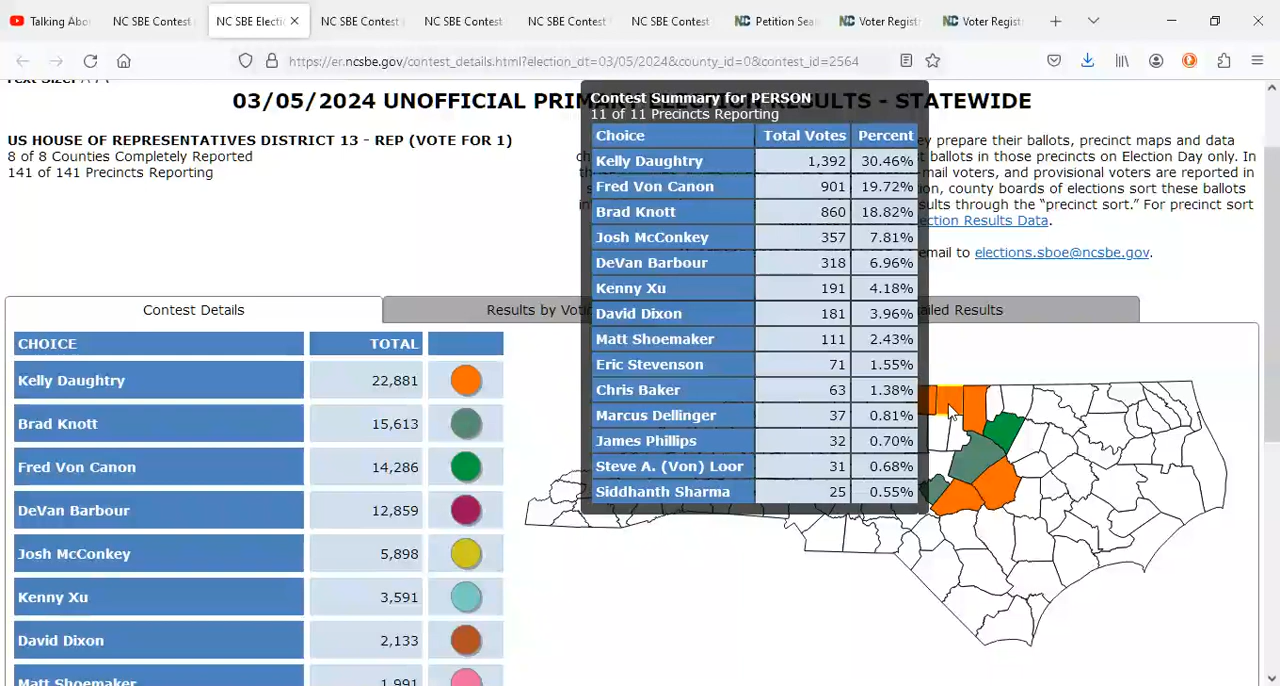 Talking Abo
NC SBE Contest
NC SBE Electi
NC SBE Contest
NC SBE Contest
NC SBE Contest
NC SBE Contest
Petition Sea
Voter Registr
Voter Registr
https://er.ncsbe.gov/contest_details.html?election_dt=03/05/2024&county_id=0&contest_id=2564
03/05/2024 UNOFFICIAL PRIMARY ELECTION RESULTS - STATEWIDE
US HOUSE OF REPRESENTATIVES DISTRICT 13 - REP (VOTE FOR 1)
8 of 8 Counties Completely Reported
141 of 141 Precincts Reporting
ey prepare their ballots, precinct maps and data
ballots in those precincts on Election Day only. In
mail voters, and provisional voters are reported in
tion, county boards of elections sort these ballots
sults through the “precinct sort.” For precinct sort
ection Results Data.
email to elections.sboe@ncsbe.gov.
Contest Summary for PERSON
11 of 11 Precincts Reporting
Choice Total Votes Percent
Kelly Daughtry 1,392 30.46%
Fred Von Canon 901 19.72%
Brad Knott 860 18.82%
Josh McConkey 357 7.81%
DeVan Barbour 318 6.96%
Kenny Xu 191 4.18%
David Dixon 181 3.96%
Matt Shoemaker 111 2.43%
Eric Stevenson 71 1.55%
Chris Baker 63 1.38%
Marcus Dellinger 37 0.81%
James Phillips 32 0.70%
Steve A. (Von) Loor 31 0.68%
Siddhanth Sharma 25 0.55%
Contest Details
Results by Voti
ailed Results
CHOICE TOTAL
Kelly Daughtry 22,881
Brad Knott 15,613
Fred Von Canon 14,286
DeVan Barbour 12,859
Josh McConkey 5,898
Kenny Xu 3,591
David Dixon 2,133
Matt Shoemaker 1,991